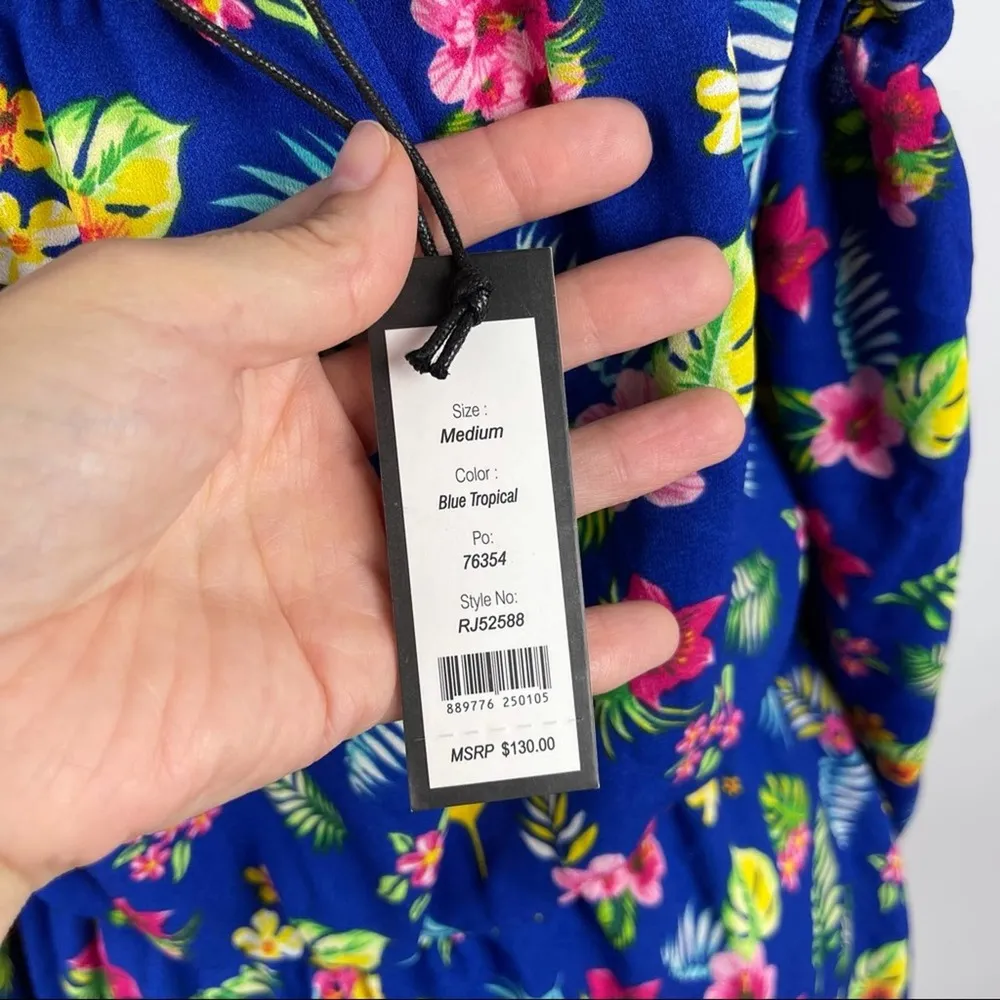 Size :
Medium
Color :
Blue Tropical
Po:
76354
Style No:
RJ52588
889776 250105
MSRP $130.00